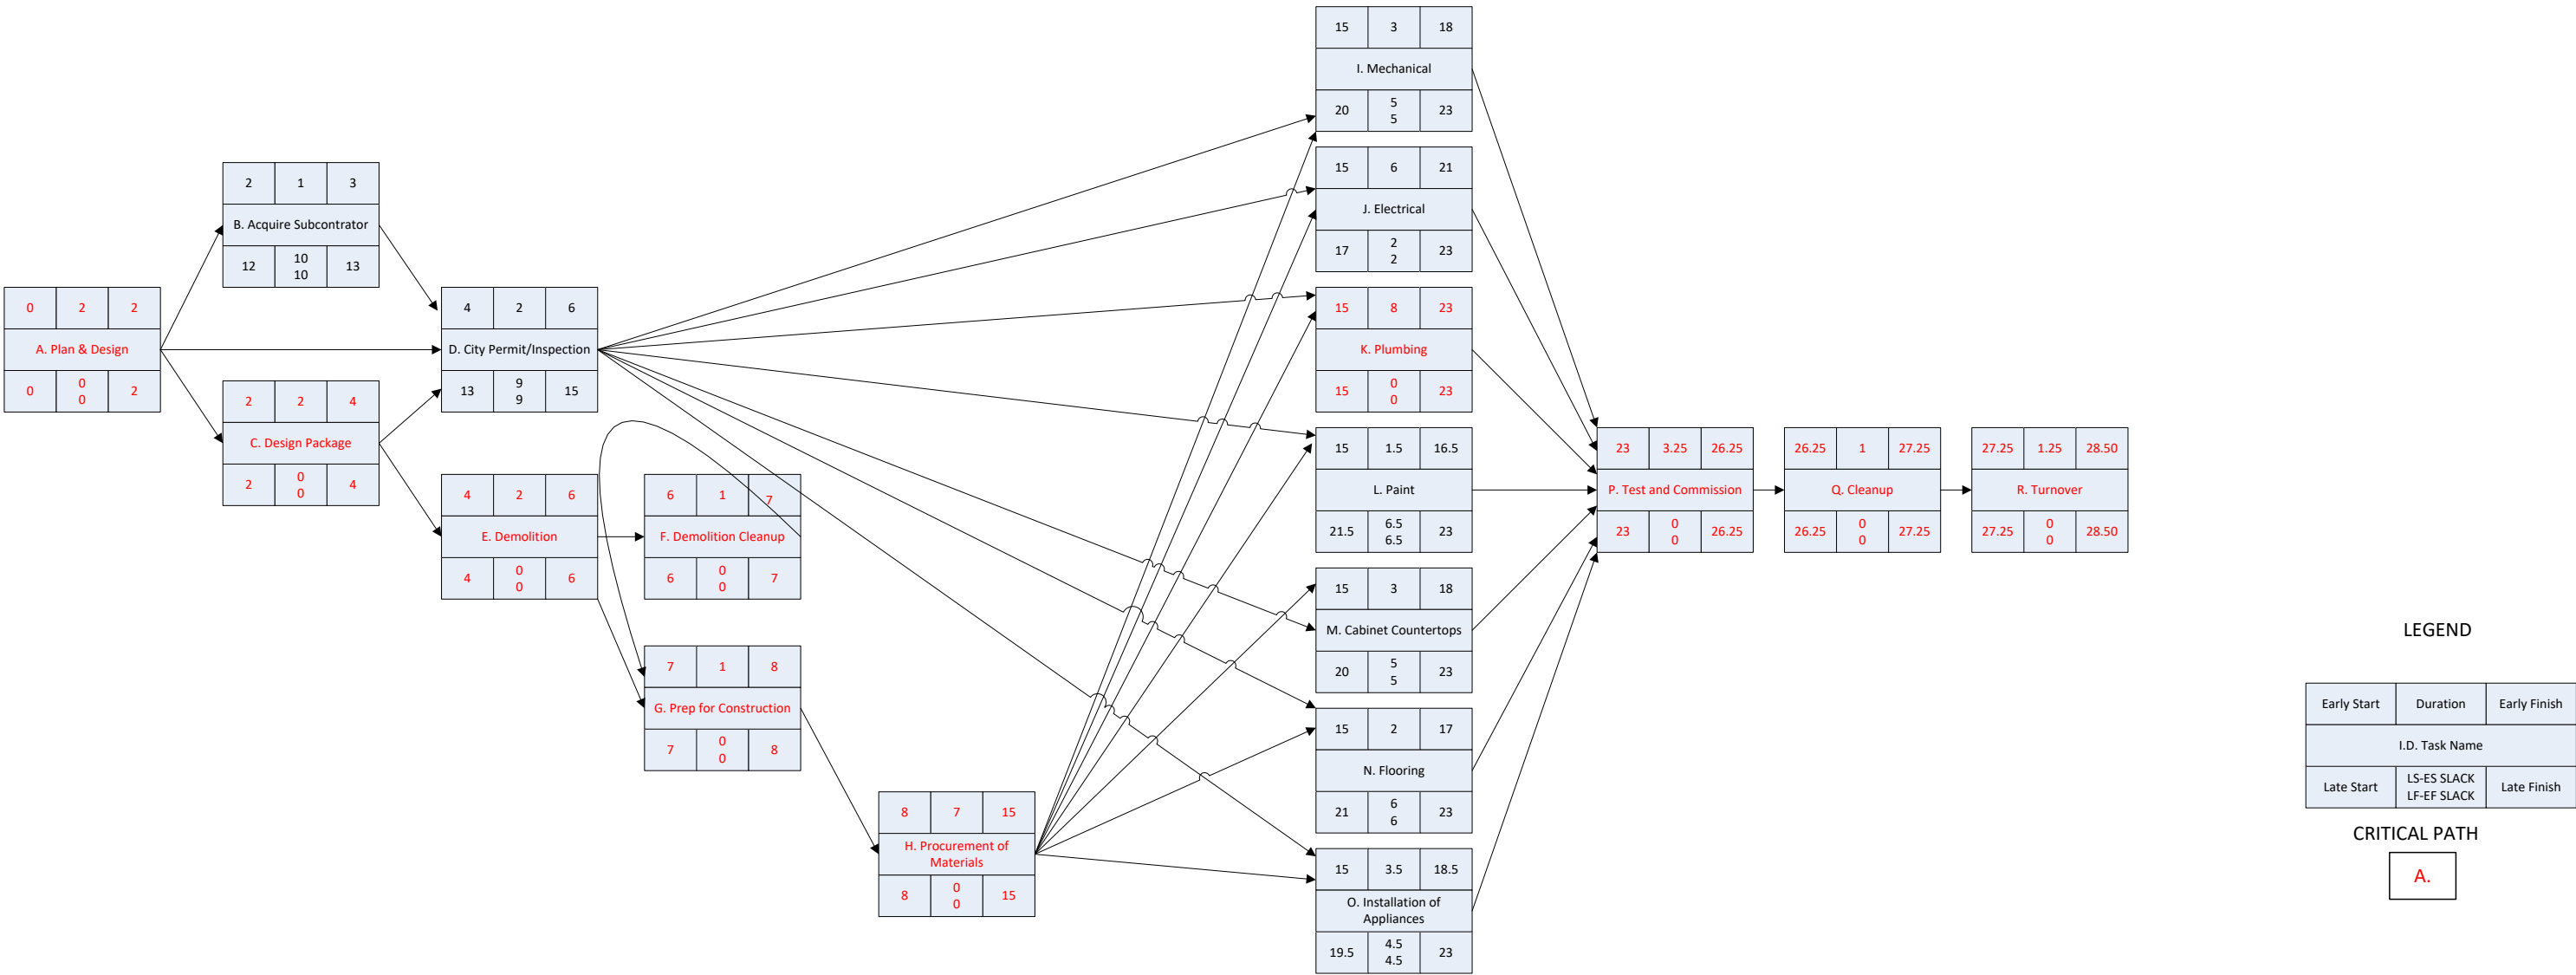 0 2 2
A. Plan & Design
0 0 2
0
2 1 3
B. Acquire Subcontrator
12 10 13
10
2 2 4
C. Design Package
2 0 4
0
4 2 6
D. City Permit/Inspection
13 9 15
9
4 2 6
E. Demolition
4 0 6
0
6 1 7
F. Demolition Cleanup
6 0 7
0
7 1 8
G. Prep for Construction
7 0 8
0
8 7 15
H. Procurement of
Materials
8 0 15
0
15 3 18
I. Mechanical
20 5 23
5
15 6 21
J. Electrical
17 2 23
2
15 8 23
K. Plumbing
15 0 23
0
15 1.5 16.5
L. Paint
21.5 6.5 23
6.5
15 3 18
M. Cabinet Countertops
20 5 23
5
15 2 17
N. Flooring
21 6 23
6
15 3.5 18.5
O. Installation of
Appliances
19.5 4.5 23
4.5
23 3.25 26.25
P. Test and Commission
23 0 26.25
0
26.25 1 27.25
Q. Cleanup
26.25 0 27.25
0
27.25 1.25 28.50
R. Turnover
27.25 0 28.50
0
LEGEND
Early Start Duration Early Finish
I.D. Task Name
Late Start LS-ES SLACK Late Finish
LF-EF SLACK
CRITICAL PATH
A.